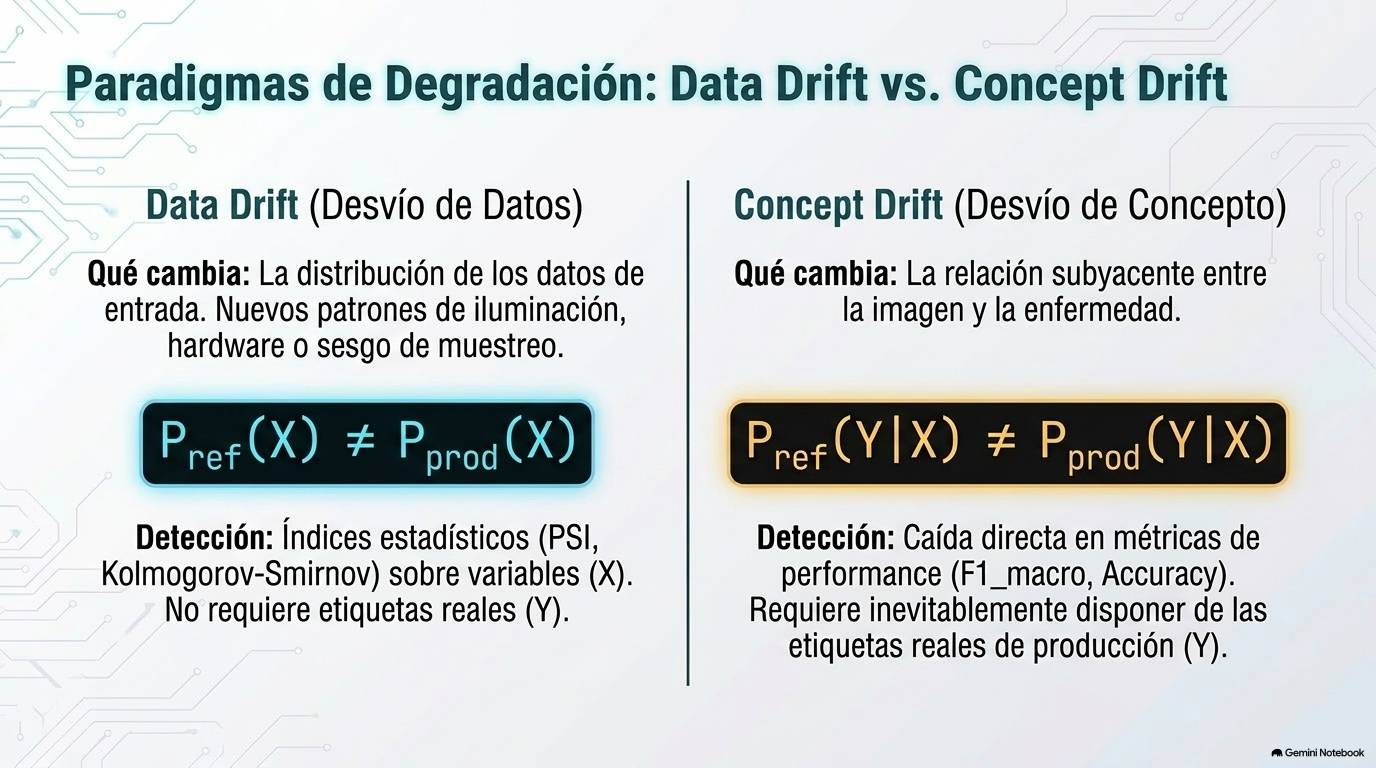 Paradigmas de Degradación: Data Drift vs. Concept Drift
Data Drift (Desvío de Datos)
Qué cambia: La distribución de los datos de
entrada. Nuevos patrones de iluminación,
hardware o sesgo de muestreo.
Pref(X) ≠ Pprod(X)
Detección: Índices estadísticos (PSI,
Kolmogorov-Smirnov) sobre variables (X).
No requiere etiquetas reales (Y).
Concept Drift (Desvío de Concepto)
Qué cambia: La relación subyacente entre
la imagen y la enfermedad.
Pref(Y|X) ≠ Pprod(Y|X)
Detección: Caída directa en métricas de
performance (F1_macro, Accuracy).
Requiere inevitablemente disponer de las
etiquetas reales de producción (Y).
Gemini Notebook